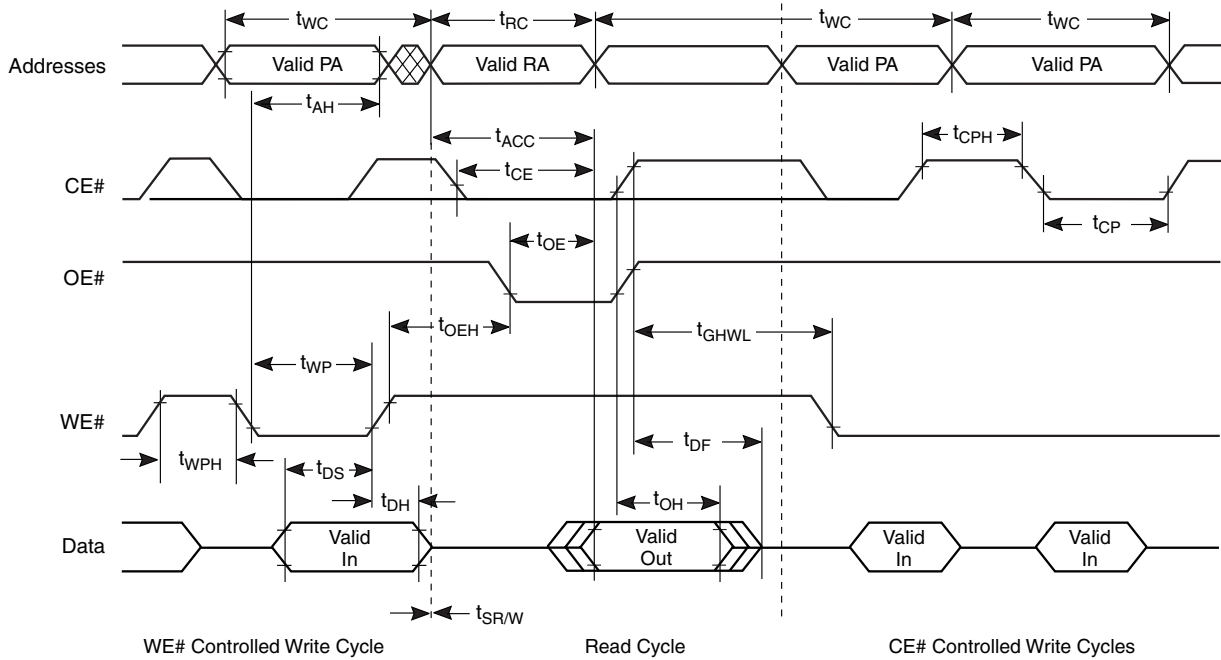 tWC tRC tWC tWC
Addresses Valid PA Valid RA Valid PA Valid PA
tAH
tACC tCPH
CE# tCE
tCP
tOE
OE#
tOEH tGHWL
tWP
WE#
tWPH tDS tDF
tDH tOH
Data Valid In Valid Out Valid In Valid In
tSR/W
WE# Controlled Write Cycle Read Cycle CE# Controlled Write Cycles